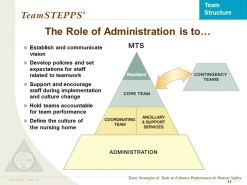 Team
Structure
TeamSTEPPS®
The Role of Administration is to…
Establish and communicate
vision
Develop policies and set
expectations for staff
related to teamwork
Support and encourage
staff during implementation
and culture change
Hold teams accountable
for team performance
Define the culture of
the nursing home
MTS
Resident
CORE TEAM
CONTINGENCY
TEAMS
COORDINATING
TEAM
ANCILLARY
& SUPPORT
SERVICES
ADMINISTRATION
Team Strategies & Tools to Enhance Performance & Patient Safety